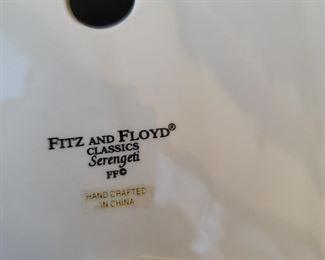 FITZ AND FLOYD®
CLASSICS
Serengeti
FF©
HAND CRAFTED
IN CHINA